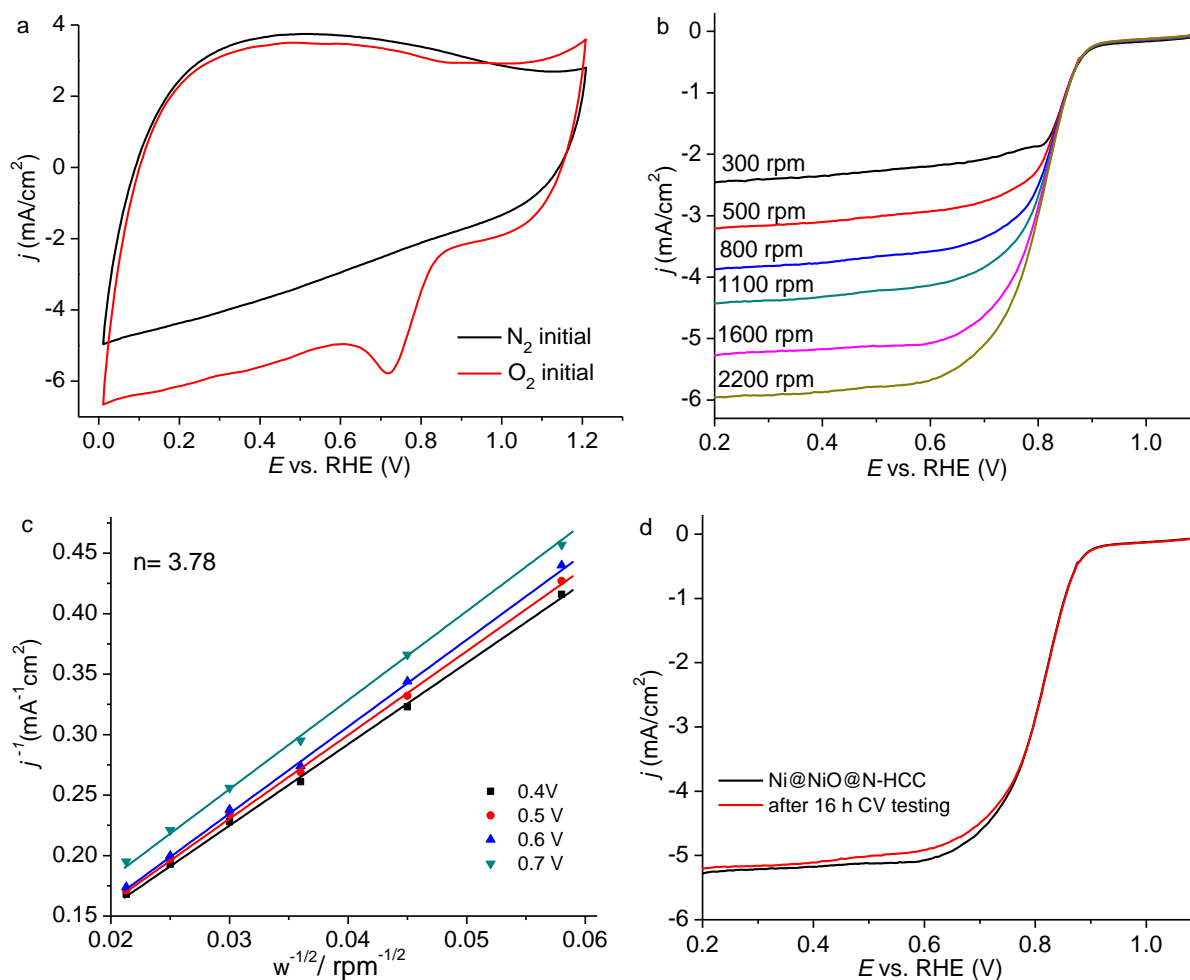 a
j (mA/cm²)
4
2
0
-2
-4
-6
N₂ initial
O₂ initial
0.0 0.2 0.4 0.6 0.8 1.0 1.2
E vs. RHE (V)
b
j (mA/cm²)
0
-1
-2
-3
-4
-5
-6
300 rpm
500 rpm
800 rpm
1100 rpm
1600 rpm
2200 rpm
0.2 0.4 0.6 0.8 1.0
E vs. RHE (V)
c
n= 3.78
j⁻¹(mA⁻¹cm²)
0.45
0.40
0.35
0.30
0.25
0.20
0.15
0.4V
0.5 V
0.6 V
0.7 V
0.02 0.03 0.04 0.05 0.06
w⁻¹/²/ rpm⁻¹/²
d
j (mA/cm²)
0
-1
-2
-3
-4
-5
-6
Ni@NiO@N-HCC
after 16 h CV testing
0.2 0.4 0.6 0.8 1.0
E vs. RHE (V)